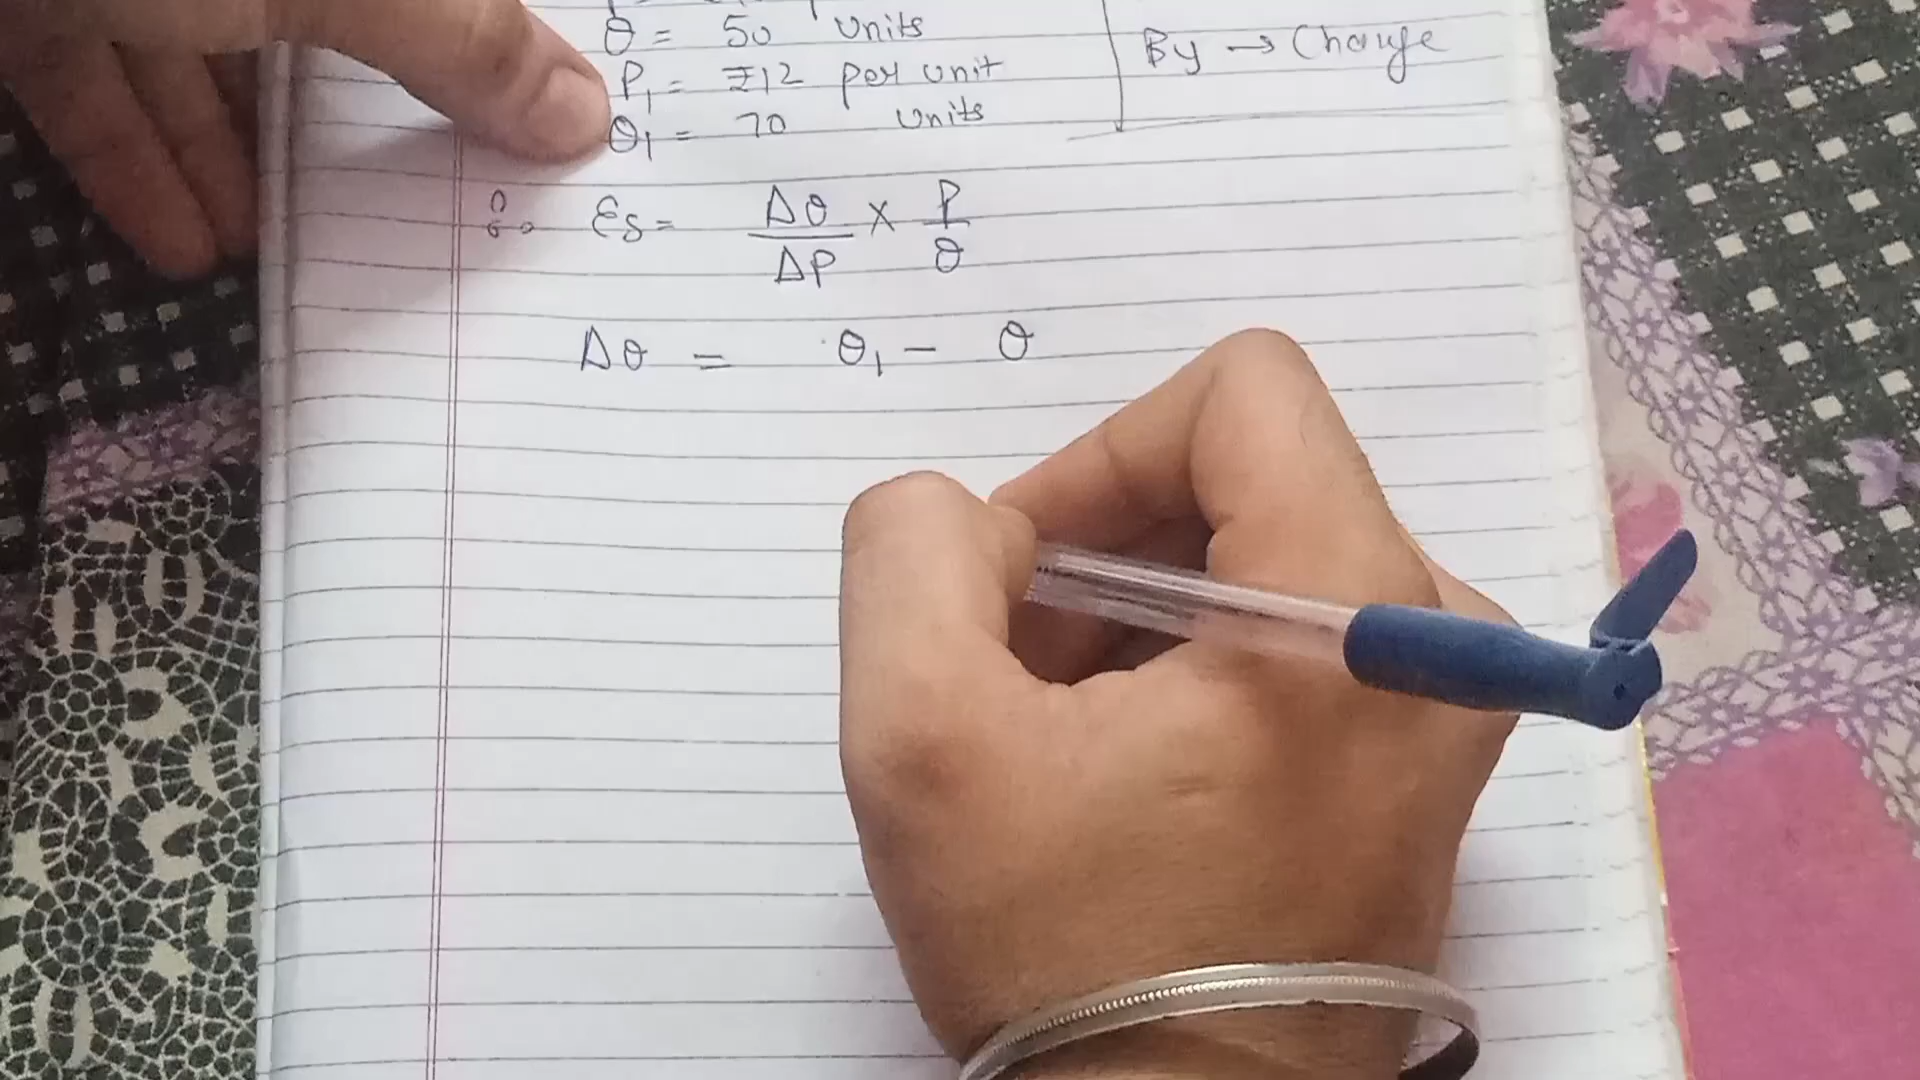 Q = 50 Units
P₁ = ₹12 per unit
Q₁ = 70 Units
By → Change
∴ Es = ΔQ/ΔP × P/Q
ΔQ = Q₁ - Q